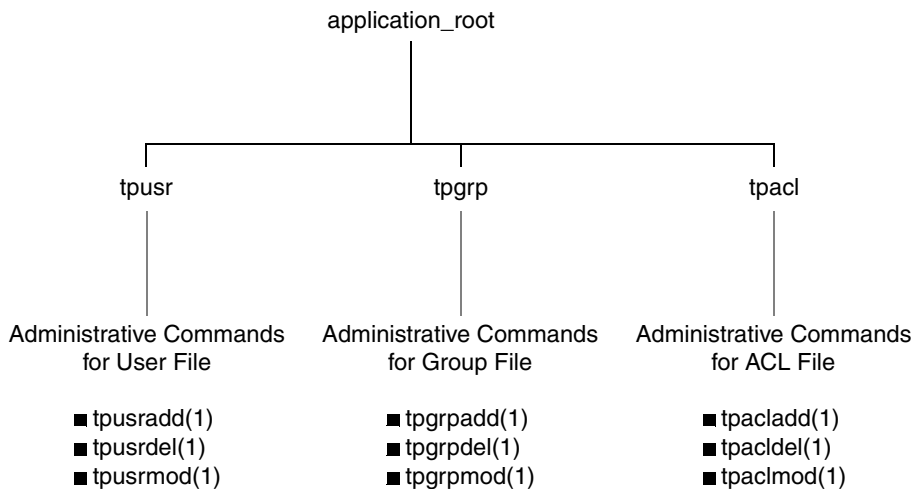 application_root
tpusr
tpgrp
tpacl
Administrative Commands
for User File
Administrative Commands
for Group File
Administrative Commands
for ACL File
■ tpusradd(1)
■ tpusrdel(1)
■ tpusrmod(1)
■ tpgrpadd(1)
■ tpgrpdel(1)
■ tpgrpmod(1)
■ tpacladd(1)
■ tpacldel(1)
■ tpaclmod(1)